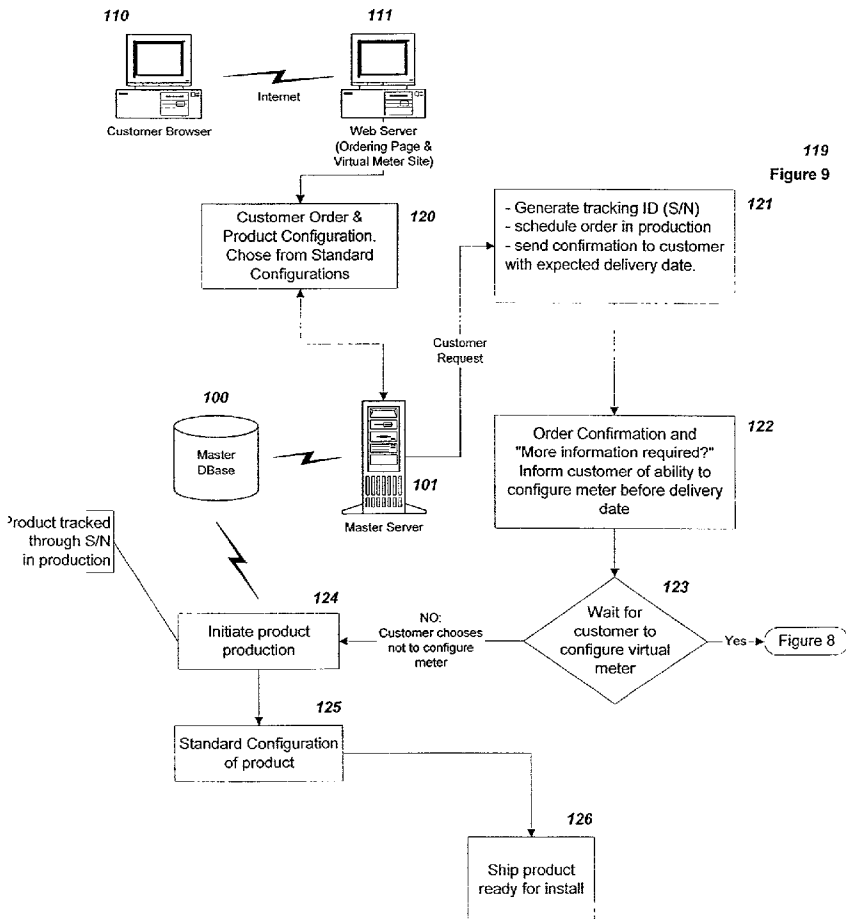 110
111
Internet
Customer Browser
Web Server
(Ordering Page &
Virtual Meter Site)
119
Figure 9
120
Customer Order &
Product Configuration.
Chose from Standard
Configurations
121
- Generate tracking ID (S/N)
- schedule order in production
- send confirmation to customer
with expected delivery date.
Customer
Request
100
Master
DBase
101
Master Server
122
Order Confirmation and
"More information required?"
Inform customer of ability to
configure meter before delivery
date
Product tracked
through S/N
in production
123
Wait for
customer to
configure virtual
meter
Yes
Figure 8
NO:
Customer chooses
not to configure
meter
124
Initiate product
production
125
Standard Configuration
of product
126
Ship product
ready for install